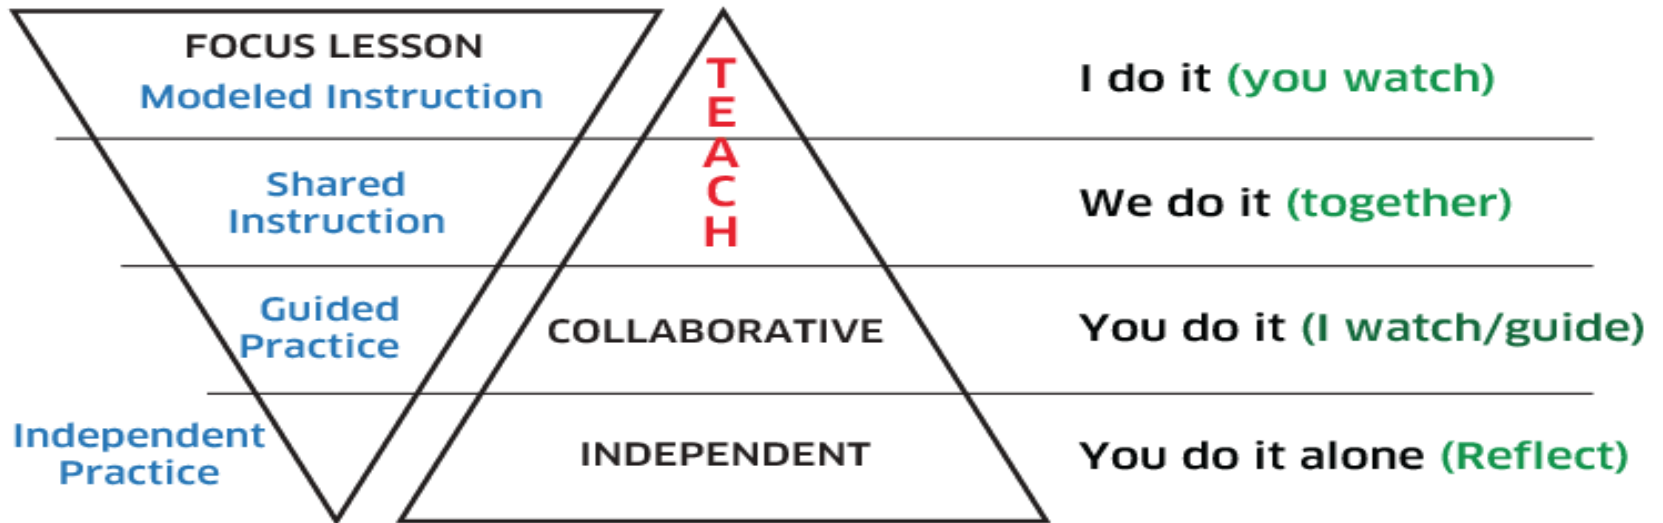 FOCUS LESSON
Modeled Instruction
TEACH
I do it (you watch)
Shared
Instruction
We do it (together)
Guided
Practice
COLLABORATIVE
You do it (I watch/guide)
Independent
Practice
INDEPENDENT
You do it alone (Reflect)